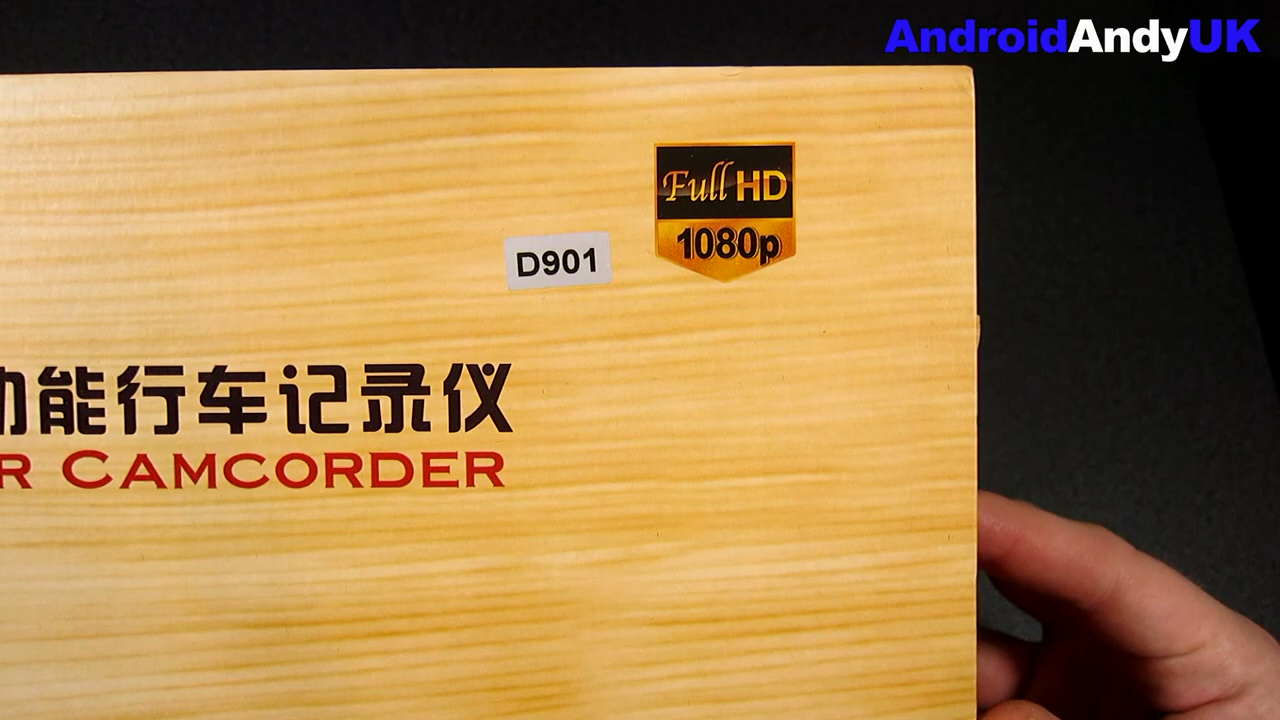 AndroidAndyUK
Full HD
1080p
D901
能行车记录仪
CAMCORDER